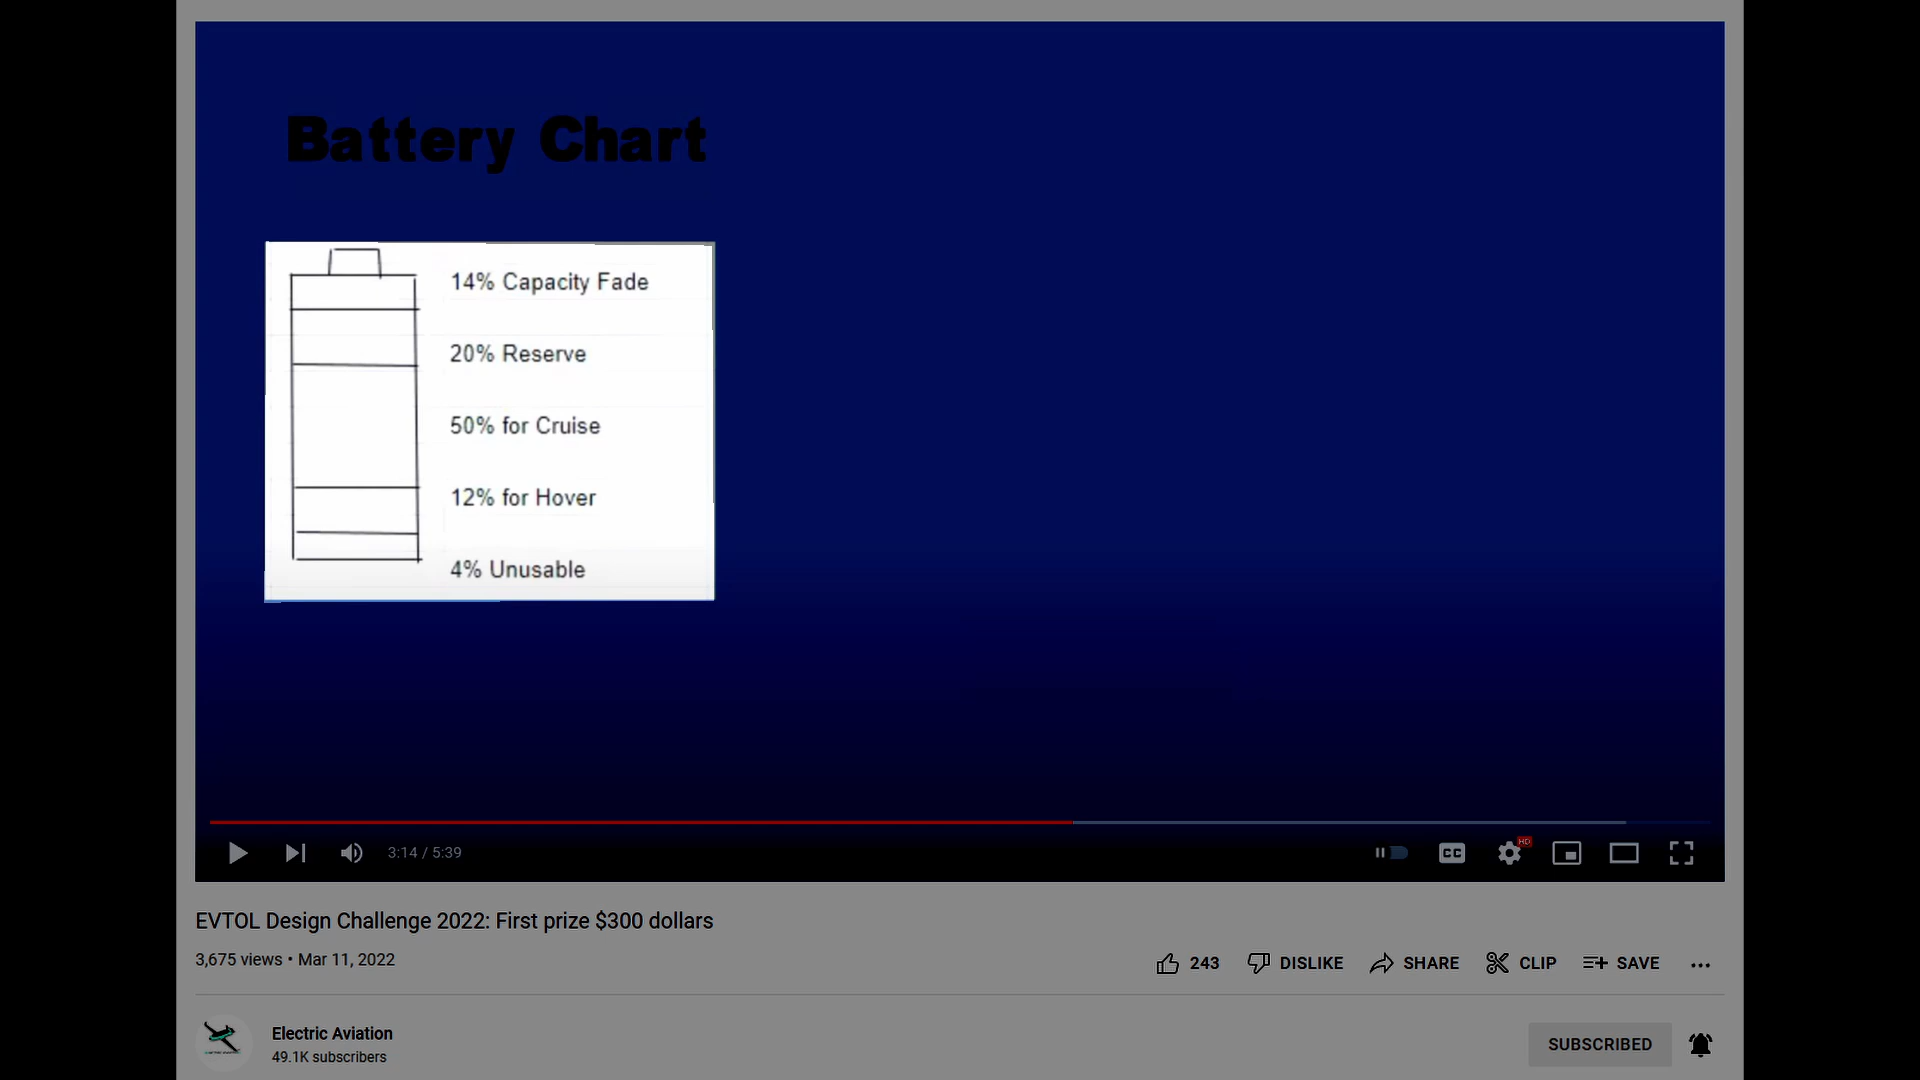 Battery Chart
14% Capacity Fade
20% Reserve
50% for Cruise
12% for Hover
4% Unusable
3:14 / 5:39
CC
HD
EVTOL Design Challenge 2022: First prize $300 dollars
3,675 views • Mar 11, 2022
243 DISLIKE SHARE CLIP SAVE
Electric Aviation
49.1K subscribers
SUBSCRIBED